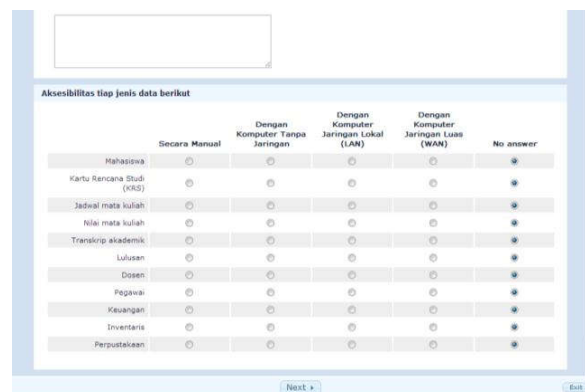 Aksesibilitas tiap jenis data berikut
Secara Manual
Dengan Komputer Tanpa Jaringan
Dengan Komputer Jaringan Lokal (LAN)
Dengan Komputer Jaringan Luas (WAN)
No answer
Mahasiswa
Kartu Rencana Studi
(KRS)
Jadwal mata kuliah
Nilai mata kuliah
Transkrip akademik
Lulusan
Dosen
Pegawai
Keuangan
Inventaris
Perpustekaan
Next
Exit